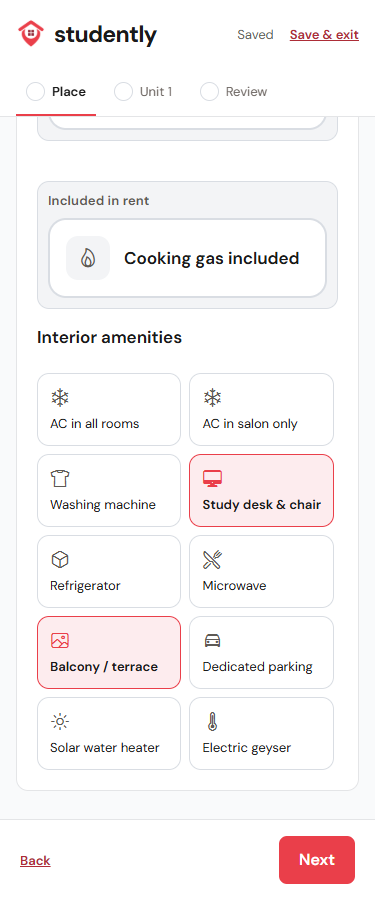 studently
Saved
Save & exit
Place
Unit 1
Review
Included in rent
Cooking gas included
Interior amenities
AC in all rooms
AC in salon only
Washing machine
Study desk & chair
Refrigerator
Microwave
Balcony / terrace
Dedicated parking
Solar water heater
Electric geyser
Back
Next